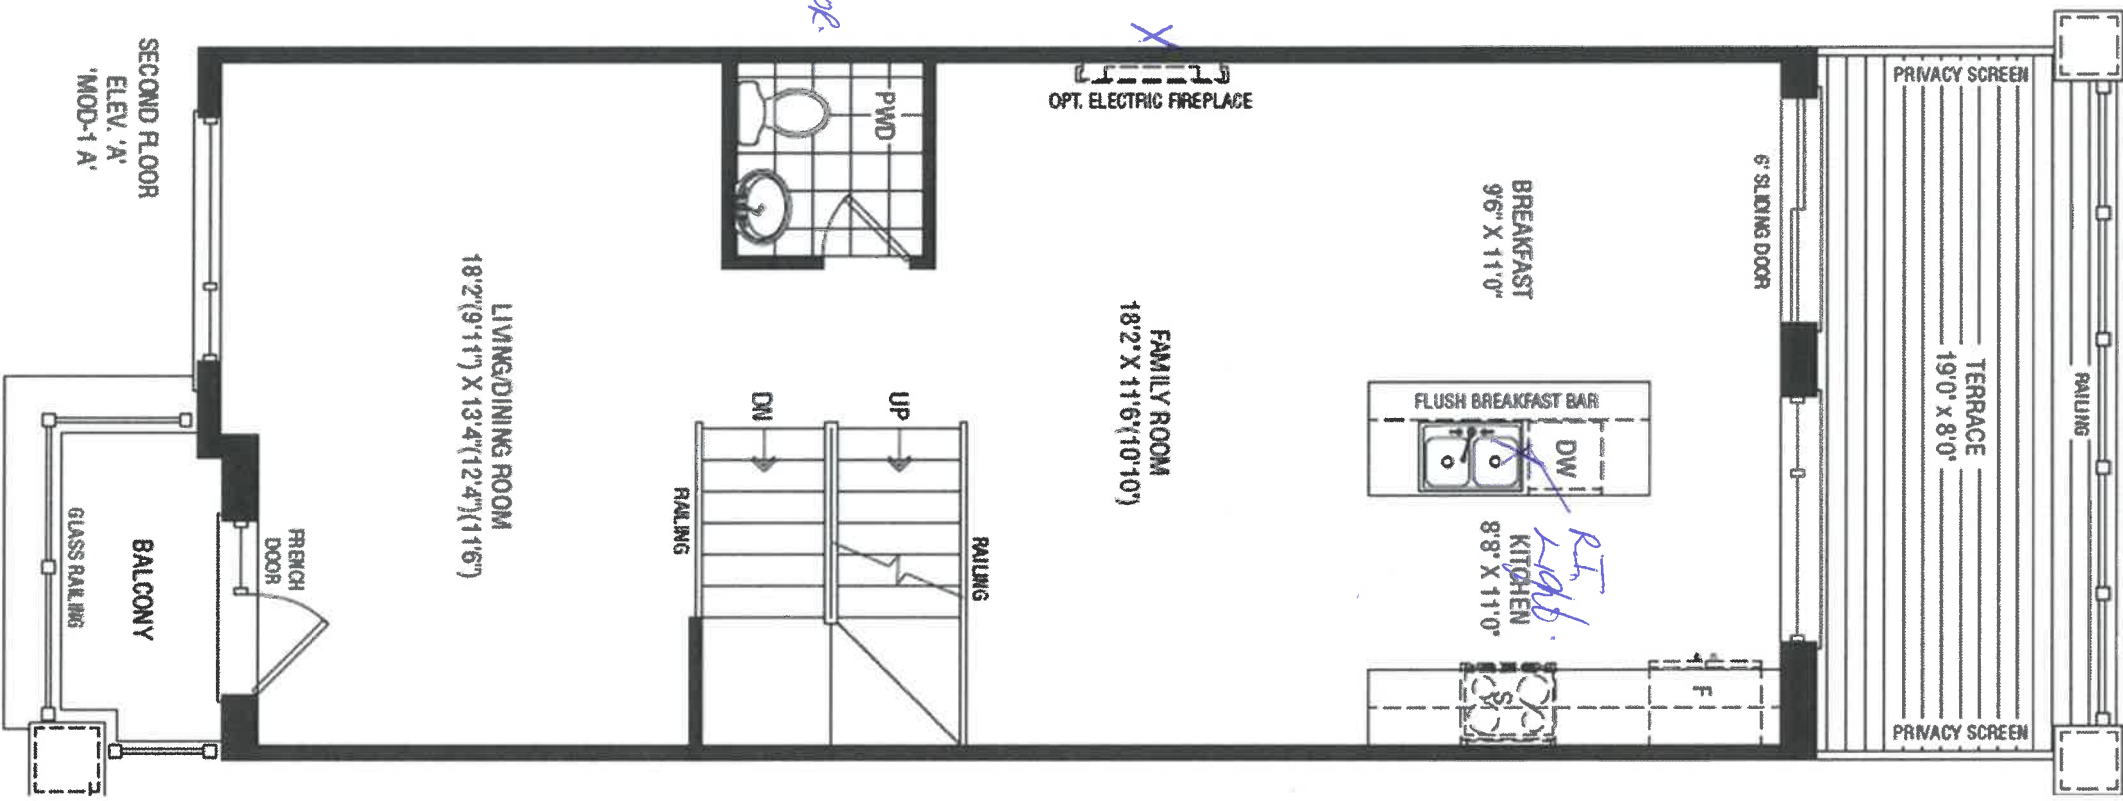 SECOND FLOOR
ELEV. 'A'
'MOD-1 A'
PWD
OPT. ELECTRIC FIREPLACE
X
LIVING/DINING ROOM
18'2"(9'11") X 13'4"(12'4")(11'6")
FAMILY ROOM
18'2" X 11'6"(10'10")
BREAKFAST
9'6" X 11'0"
6' SLIDING DOOR
PRIVACY SCREEN
TERRACE
19'0" x 8'0"
RAILING
PRIVACY SCREEN
FLUSH BREAKFAST BAR
DW
X
R.I.
Light.
KITCHEN
8'8" X 11'0"
S
F
UP
DN
RAILING
RAILING
FRENCH
DOOR
BALCONY
GLASS RAILING